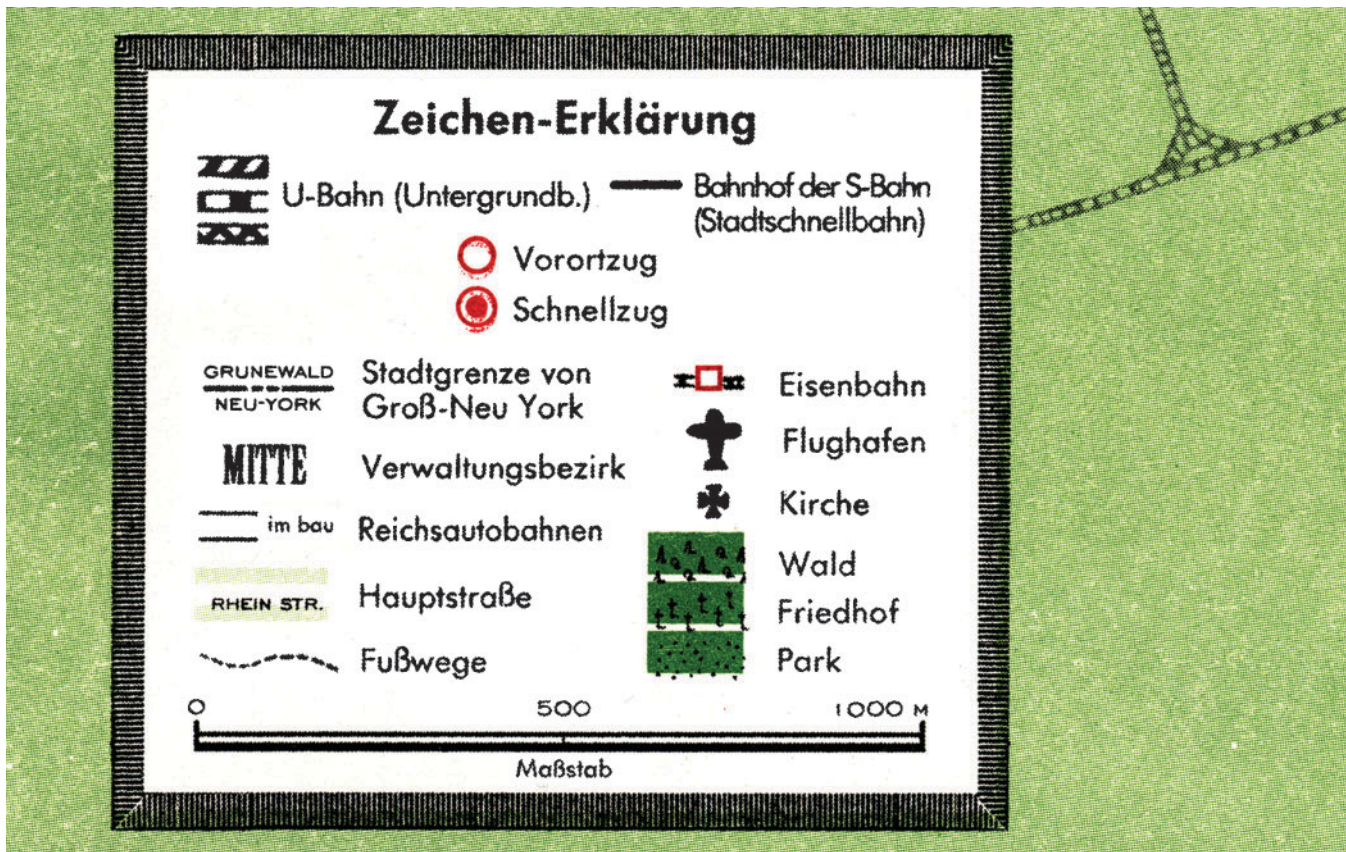 Zeichen-Erklärung
U-Bahn (Untergrundb.)
Bahnhof der S-Bahn
(Stadtschnellbahn)
Vorortzug
Schnellzug
GRUNEWALD
NEU-YORK
Stadtgrenze von
Groß-Neu York
MITTE
Verwaltungsbezirk
im bau
Reichsautobahnen
RHEIN STR.
Hauptstraße
Fußwege
Eisenbahn
Flughafen
Kirche
Wald
Friedhof
Park
0 500 1000 M
Maßstab